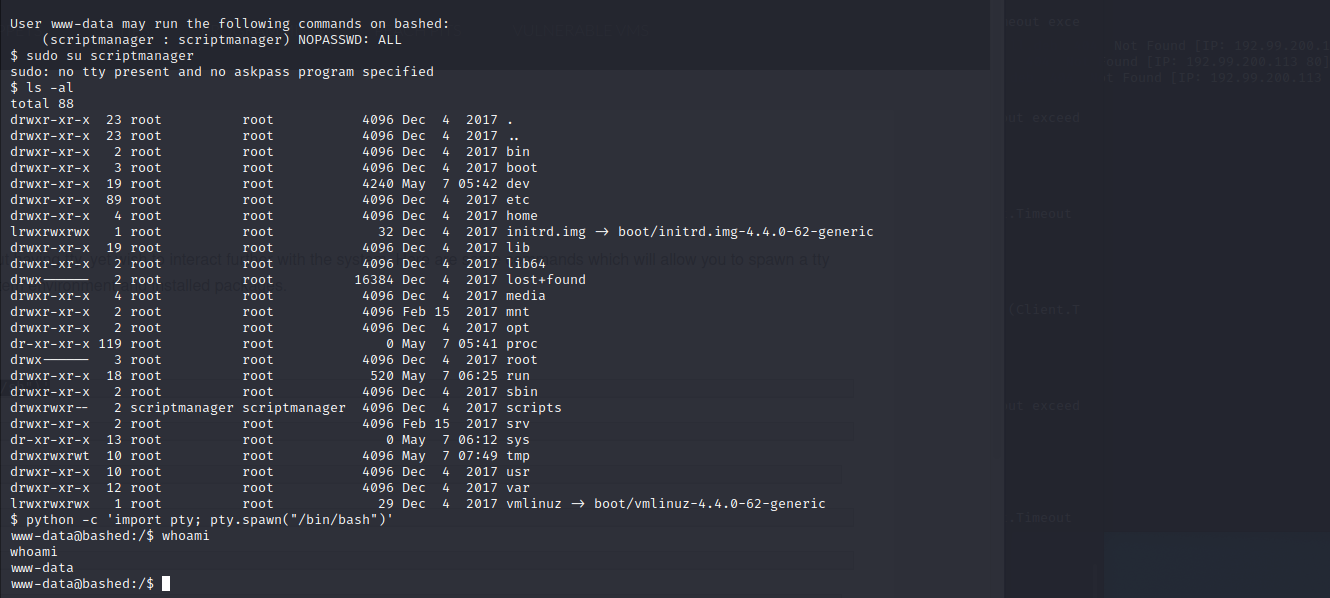 User www-data may run the following commands on bashed:
    (scriptmanager : scriptmanager) NOPASSWD: ALL
$ sudo su scriptmanager
sudo: no tty present and no askpass program specified
$ ls -al
total 88
drwxr-xr-x  23 root          root           4096 Dec  4  2017 .
drwxr-xr-x  23 root          root           4096 Dec  4  2017 ..
drwxr-xr-x   2 root          root           4096 Dec  4  2017 bin
drwxr-xr-x   3 root          root           4096 Dec  4  2017 boot
drwxr-xr-x  19 root          root           4240 May  7 05:42 dev
drwxr-xr-x  89 root          root           4096 Dec  4  2017 etc
drwxr-xr-x   4 root          root           4096 Dec  4  2017 home
lrwxrwxrwx   1 root          root             32 Dec  4  2017 initrd.img -> boot/initrd.img-4.4.0-62-generic
drwxr-xr-x  19 root          root           4096 Dec  4  2017 lib
drwxr-xr-x   2 root          root           4096 Dec  4  2017 lib64
drwx------   2 root          root          16384 Dec  4  2017 lost+found
drwxr-xr-x   4 root          root           4096 Dec  4  2017 media
drwxr-xr-x   2 root          root           4096 Feb 15  2017 mnt
drwxr-xr-x   2 root          root           4096 Dec  4  2017 opt
dr-xr-xr-x 119 root          root              0 May  7 05:41 proc
drwx------   3 root          root           4096 Dec  4  2017 root
drwxr-xr-x  18 root          root            520 May  7 06:25 run
drwxr-xr-x   2 root          root           4096 Dec  4  2017 sbin
drwxrwxr--   2 scriptmanager scriptmanager  4096 Dec  4  2017 scripts
drwxr-xr-x   2 root          root           4096 Feb 15  2017 srv
dr-xr-xr-x  13 root          root              0 May  7 06:12 sys
drwxrwxrwt  10 root          root           4096 May  7 07:49 tmp
drwxr-xr-x  10 root          root           4096 Dec  4  2017 usr
drwxr-xr-x  12 root          root           4096 Dec  4  2017 var
lrwxrwxrwx   1 root          root             29 Dec  4  2017 vmlinuz -> boot/vmlinuz-4.4.0-62-generic
$ python -c 'import pty; pty.spawn("/bin/bash")'
www-data@bashed:/$ whoami
whoami
www-data
www-data@bashed:/$